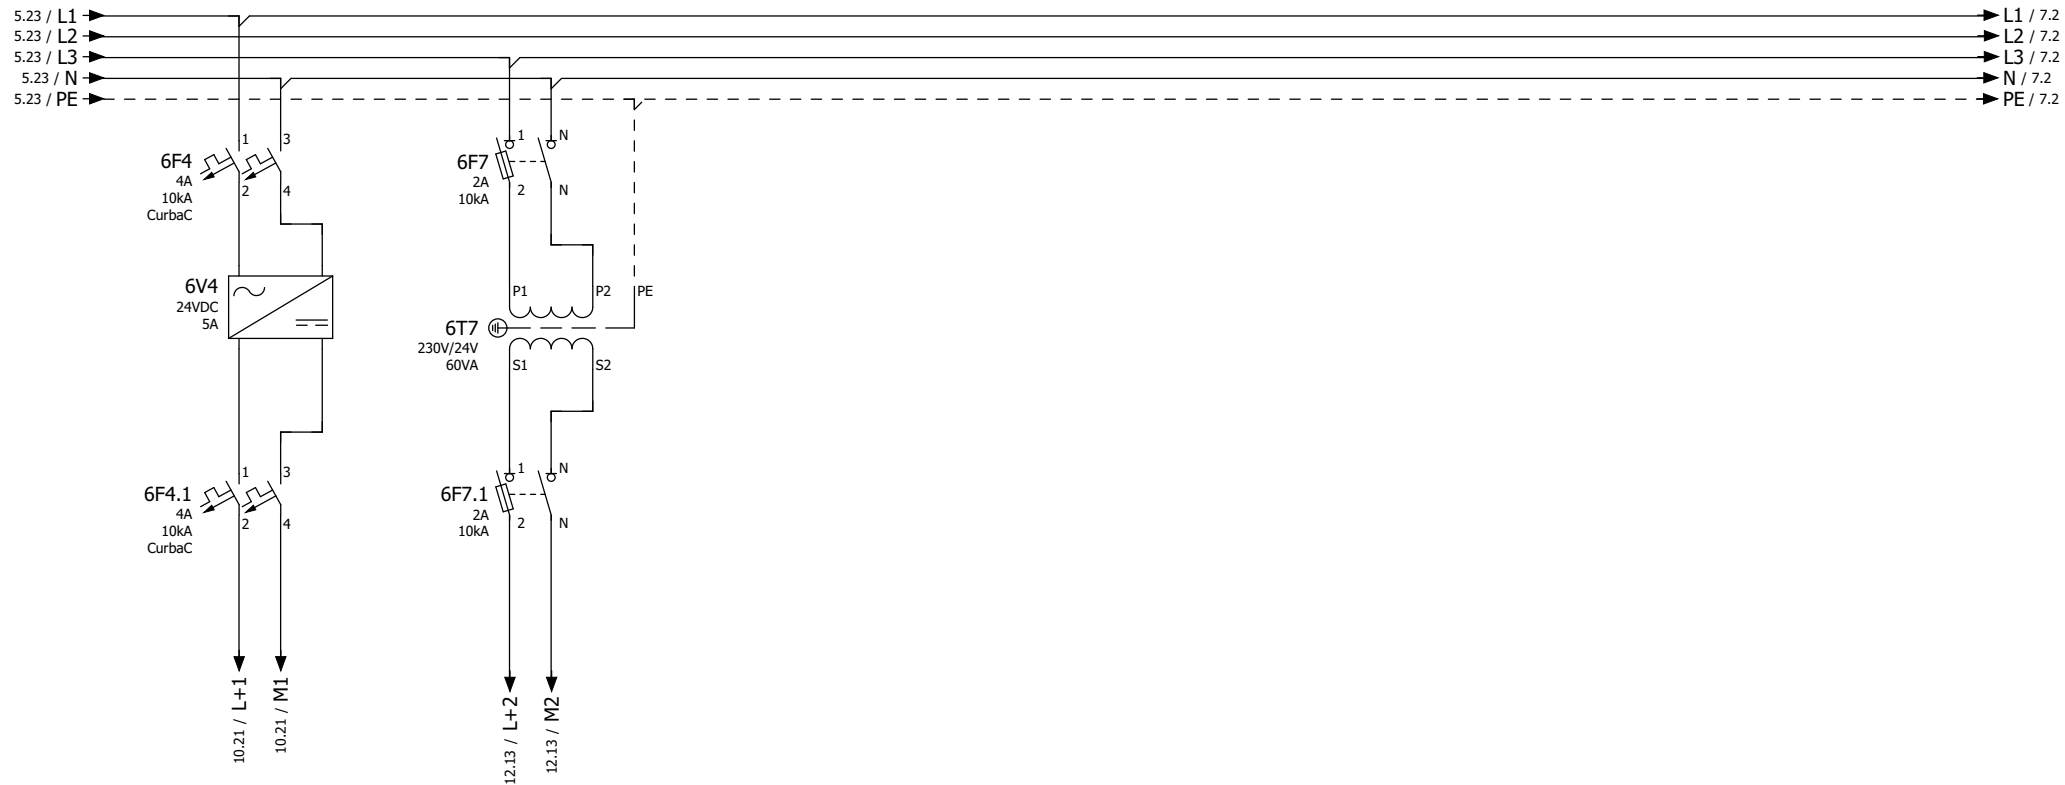 5.23 / L1
L1 / 7.2
5.23 / L2
L2 / 7.2
5.23 / L3
L3 / 7.2
5.23 / N
N / 7.2
5.23 / PE
PE / 7.2
1
3
6F4
4A
10kA
CurbaC
2
4
1
N
6F7
2A
10kA
2
N
6V4
24VDC
5A
P1
P2
PE
6T7
230V/24V
60VA
S1
S2
1
3
6F4.1
4A
10kA
CurbaC
2
4
1
N
6F7.1
2A
10kA
2
N
10.21 / L+1
10.21 / M1
12.13 / L+2
12.13 / M2